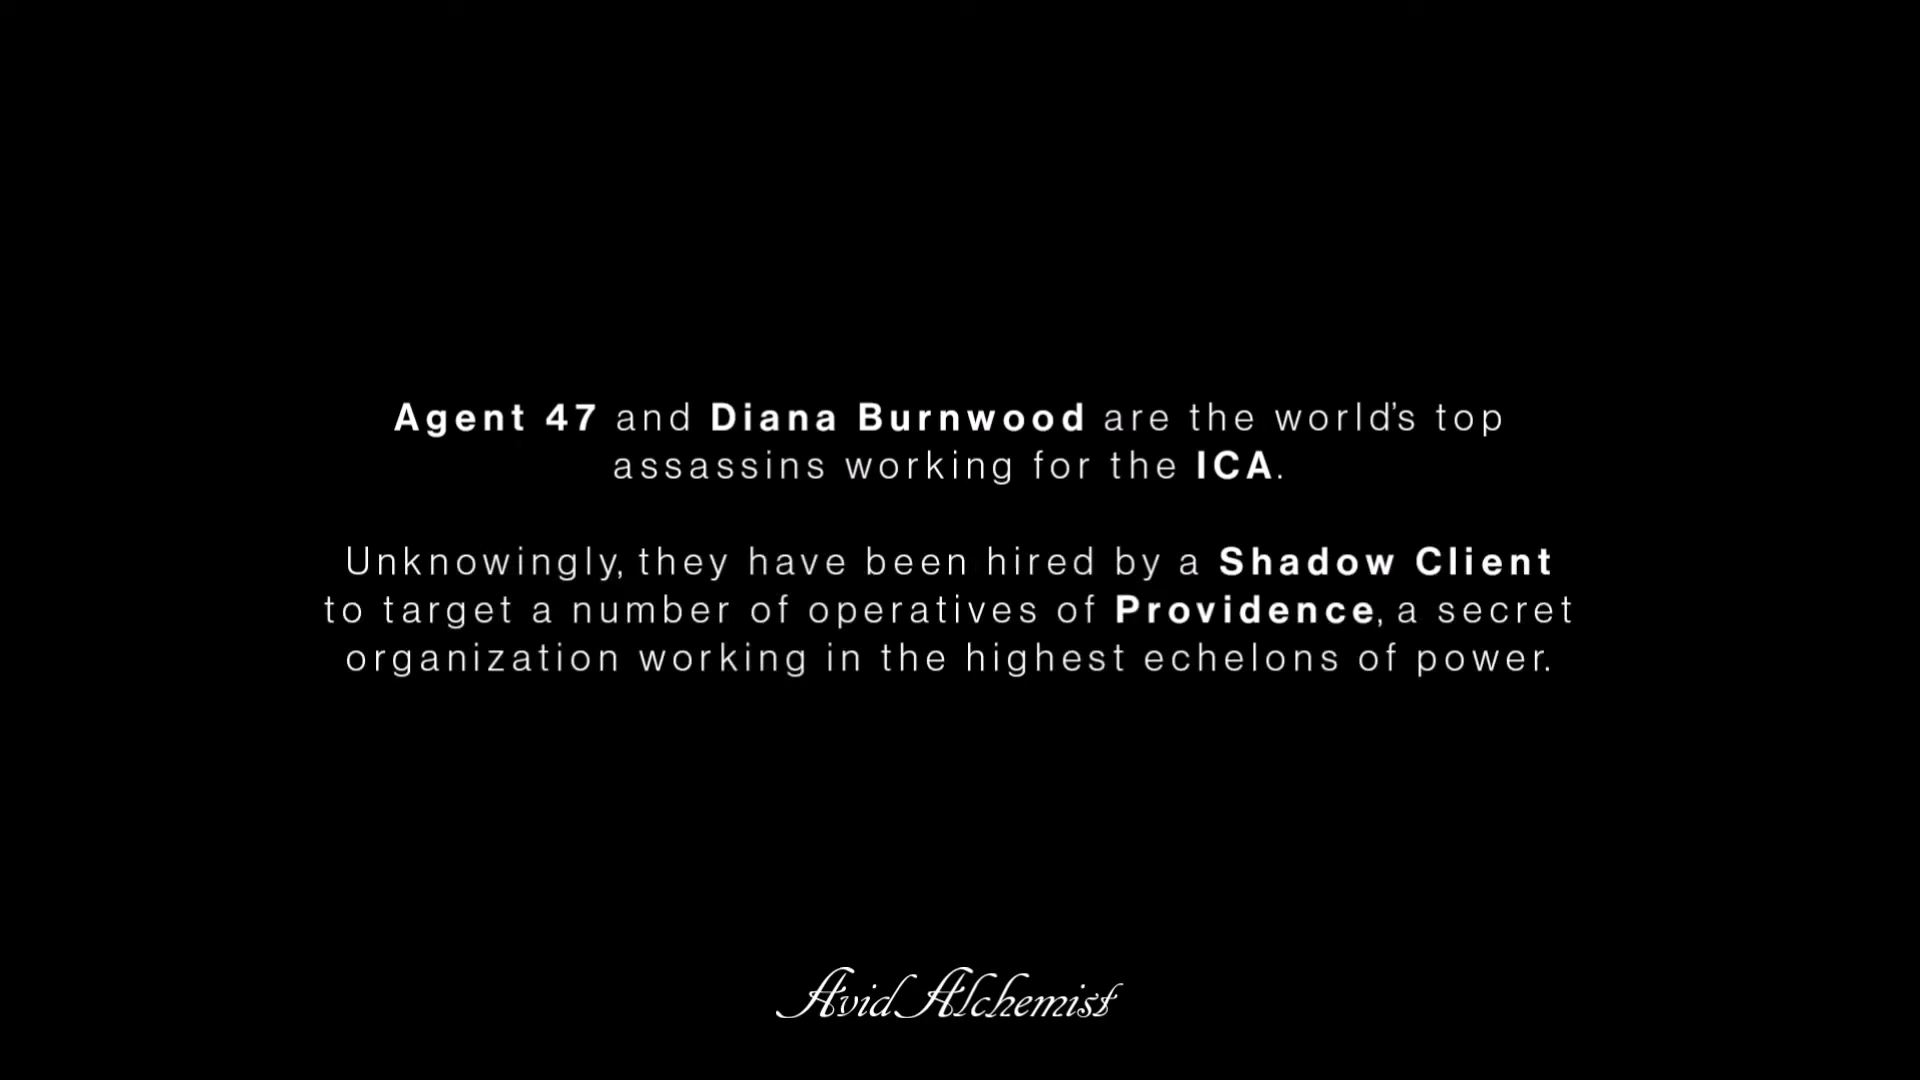 Agent 47 and Diana Burnwood are the world’s top
assassins working for the ICA.
Unknowingly, they have been hired by a Shadow Client
to target a number of operatives of Providence, a secret
organization working in the highest echelons of power.
Avid Alchemist